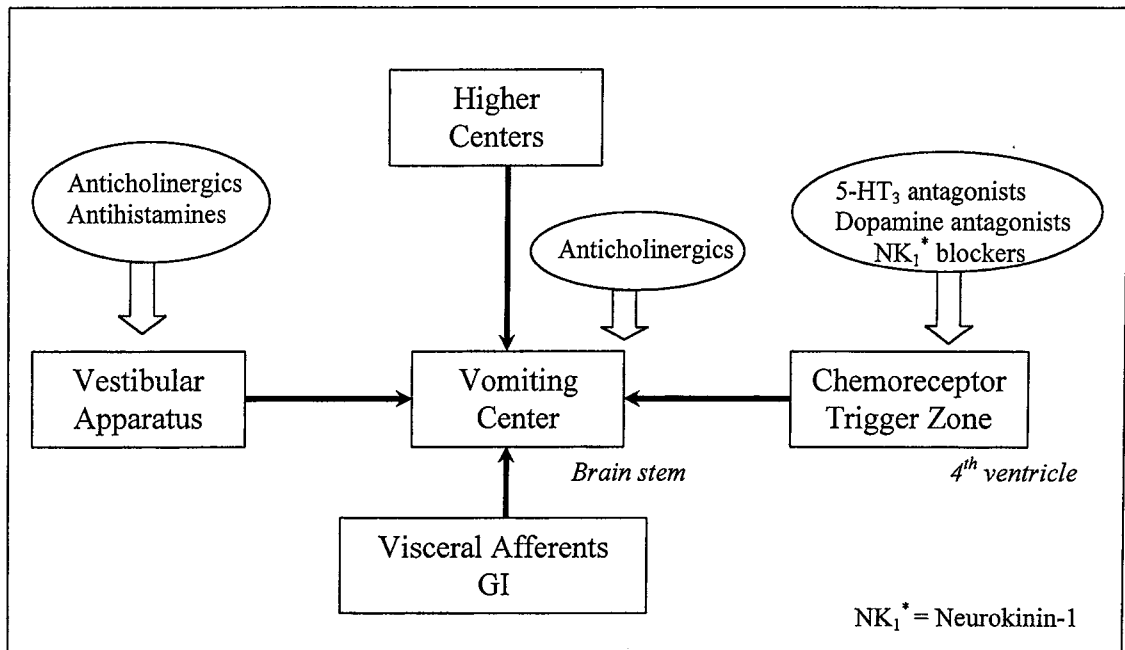 Higher
Centers
Anticholinergics
Antihistamines
5-HT₃ antagonists
Dopamine antagonists
NK₁* blockers
Anticholinergics
Vestibular
Apparatus
Vomiting
Center
Chemoreceptor
Trigger Zone
Brain stem
4th ventricle
Visceral Afferents
GI
NK₁* = Neurokinin-1